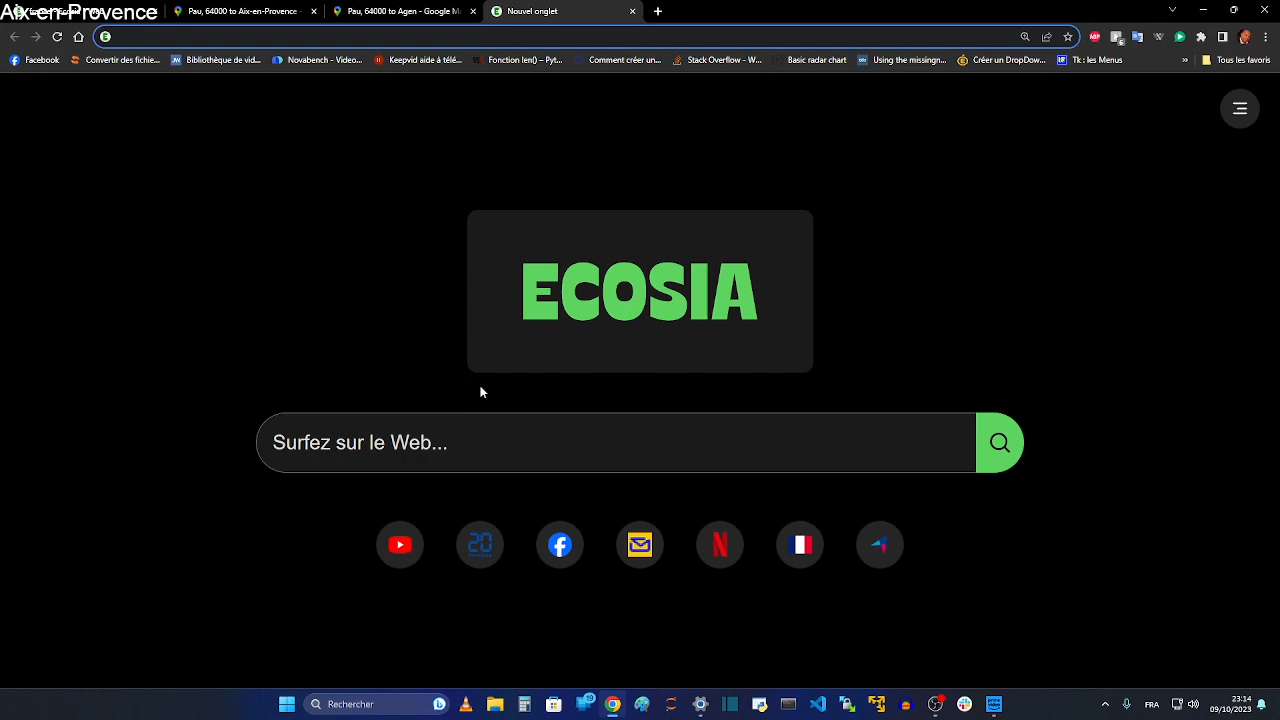 Aix-en-Provence
Pau, 64000 to Aix-en-Provence -
Pau, 64000 to Agen - Google Ma
Nouvel onglet
Facebook
Convertir des fichie...
Bibliothèque de vid...
Novabench - Video...
Keepvid aide à télé...
Fonction len() – Pyt...
Comment créer un...
Stack Overflow - W...
Basic radar chart
Using the missingn...
Créer un DropDow...
Tk : les Menus
»
Tous les favoris
ECOSIA
Surfez sur le Web...
20
Rechercher
19
FRA
23:14
09/10/2023